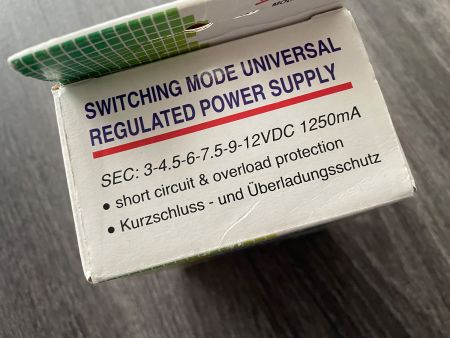 SWITCHING MODE UNIVERSAL
REGULATED POWER SUPPLY
SEC: 3-4.5-6-7.5-9-12VDC 1250mA
• short circuit & overload protection
• Kurzschluss - und Überladungsschutz